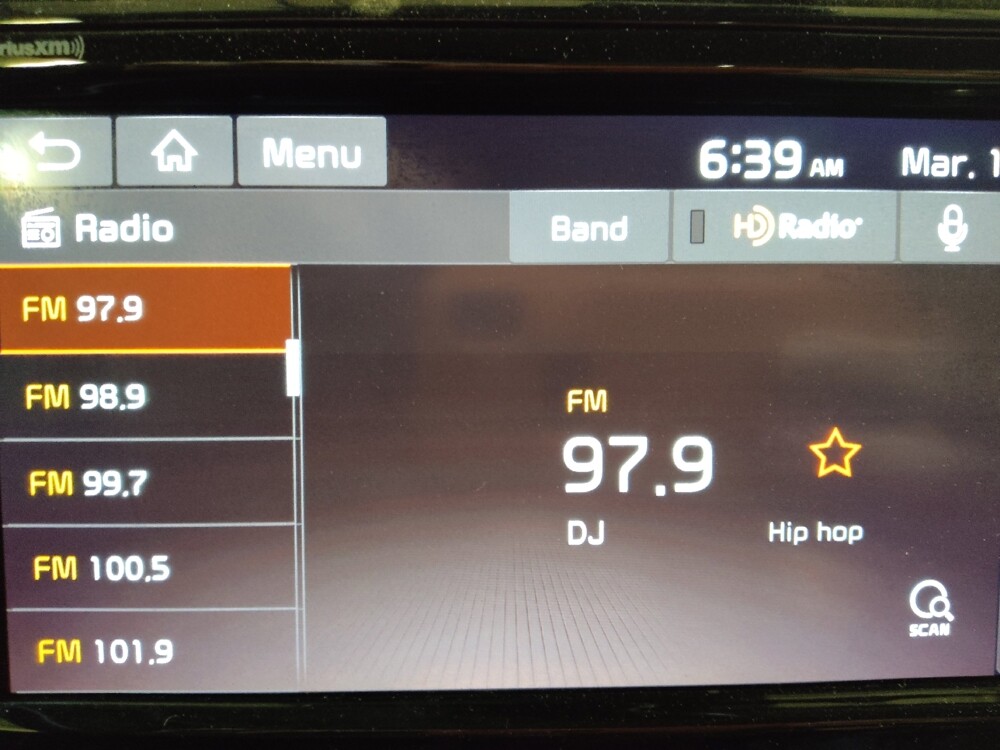 riusxm
Menu
6:39 AM
Mar. 1
Radio
Band
HD Radio
FM 97.9
FM 98.9
FM 99.7
FM 100.5
FM 101.9
FM
97.9
DJ
Hip hop
SCAN